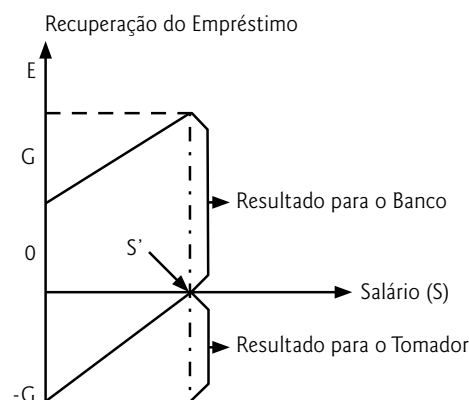 Recuperação do Empréstimo
E
G
Resultado para o Banco
0
S'
Salário (S)
Resultado para o Tomador
-G